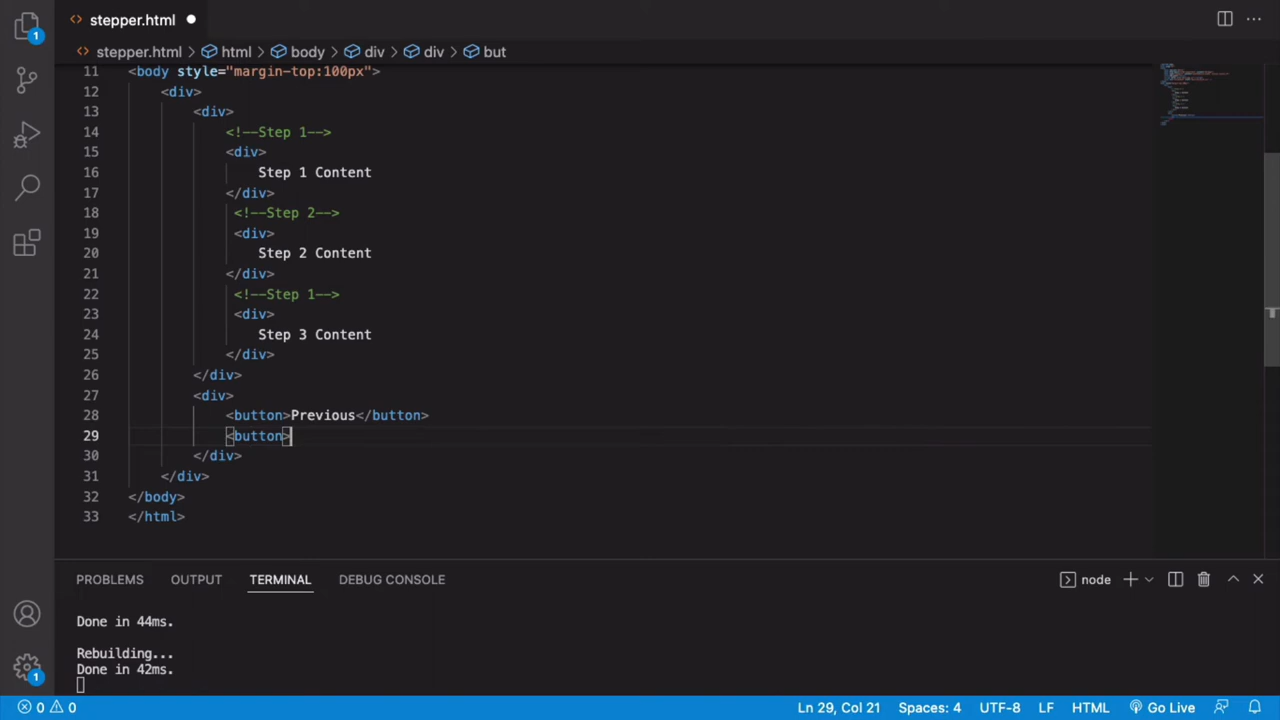 stepper.html
stepper.html > html > body > div > div > but
11 <body style="margin-top:100px">
12 <div>
13 <div>
14 <!--Step 1-->
15 <div>
16 Step 1 Content
17 </div>
18 <!--Step 2-->
19 <div>
20 Step 2 Content
21 </div>
22 <!--Step 1-->
23 <div>
24 Step 3 Content
25 </div>
26 </div>
27 <div>
28 <button>Previous</button>
29 <button>
30 </div>
31 </div>
32 </body>
33 </html>
PROBLEMS OUTPUT TERMINAL DEBUG CONSOLE node
Done in 44ms.
Rebuilding...
Done in 42ms.
1
1
1
0 0 Ln 29, Col 21 Spaces: 4 UTF-8 LF HTML Go Live